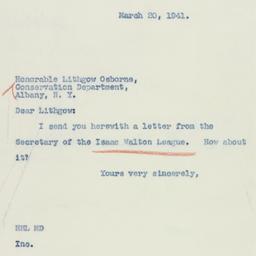 March 20, 1941.
Honorable Lithgow Osborne,
Conservation Department,
Albany, N. Y.
Dear Lithgow:
I send you herewith a letter from the
Secretary of the Isaac Walton League. How about
it?
Yours very sincerely,
HHL MD
Inc.